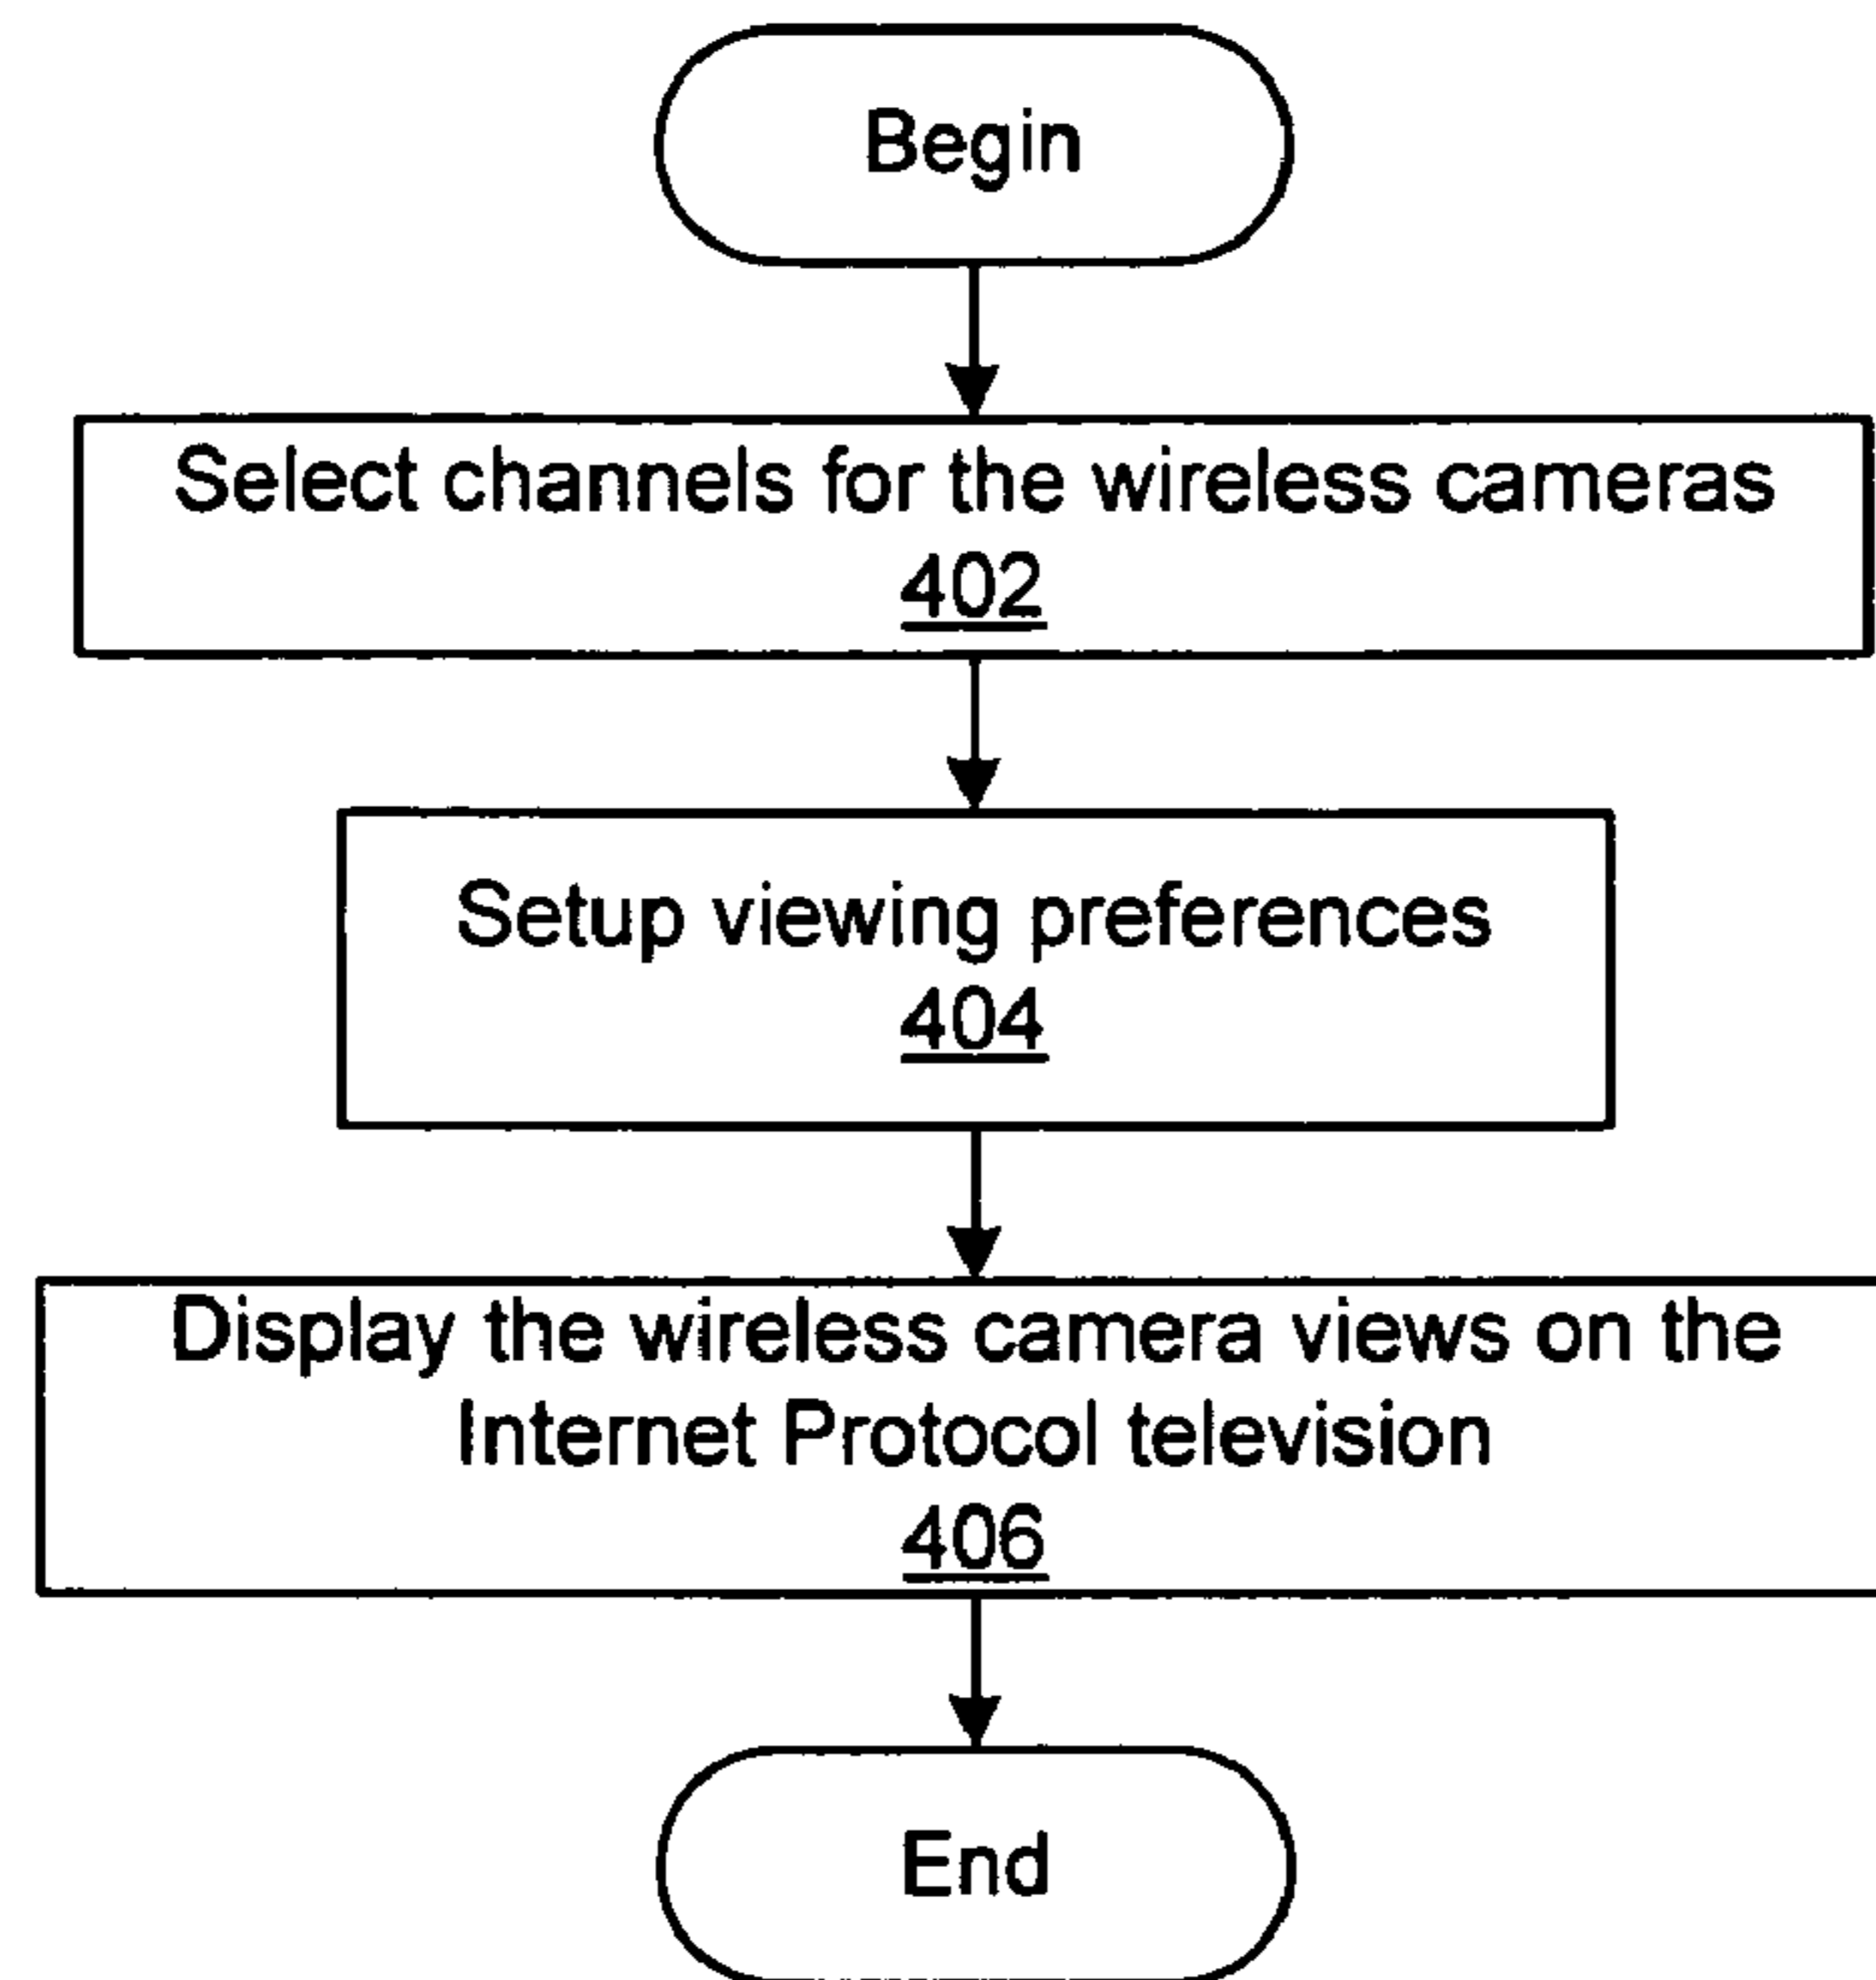 Begin
Select channels for the wireless cameras
402
Setup viewing preferences
404
Display the wireless camera views on the
Internet Protocol television
406
End